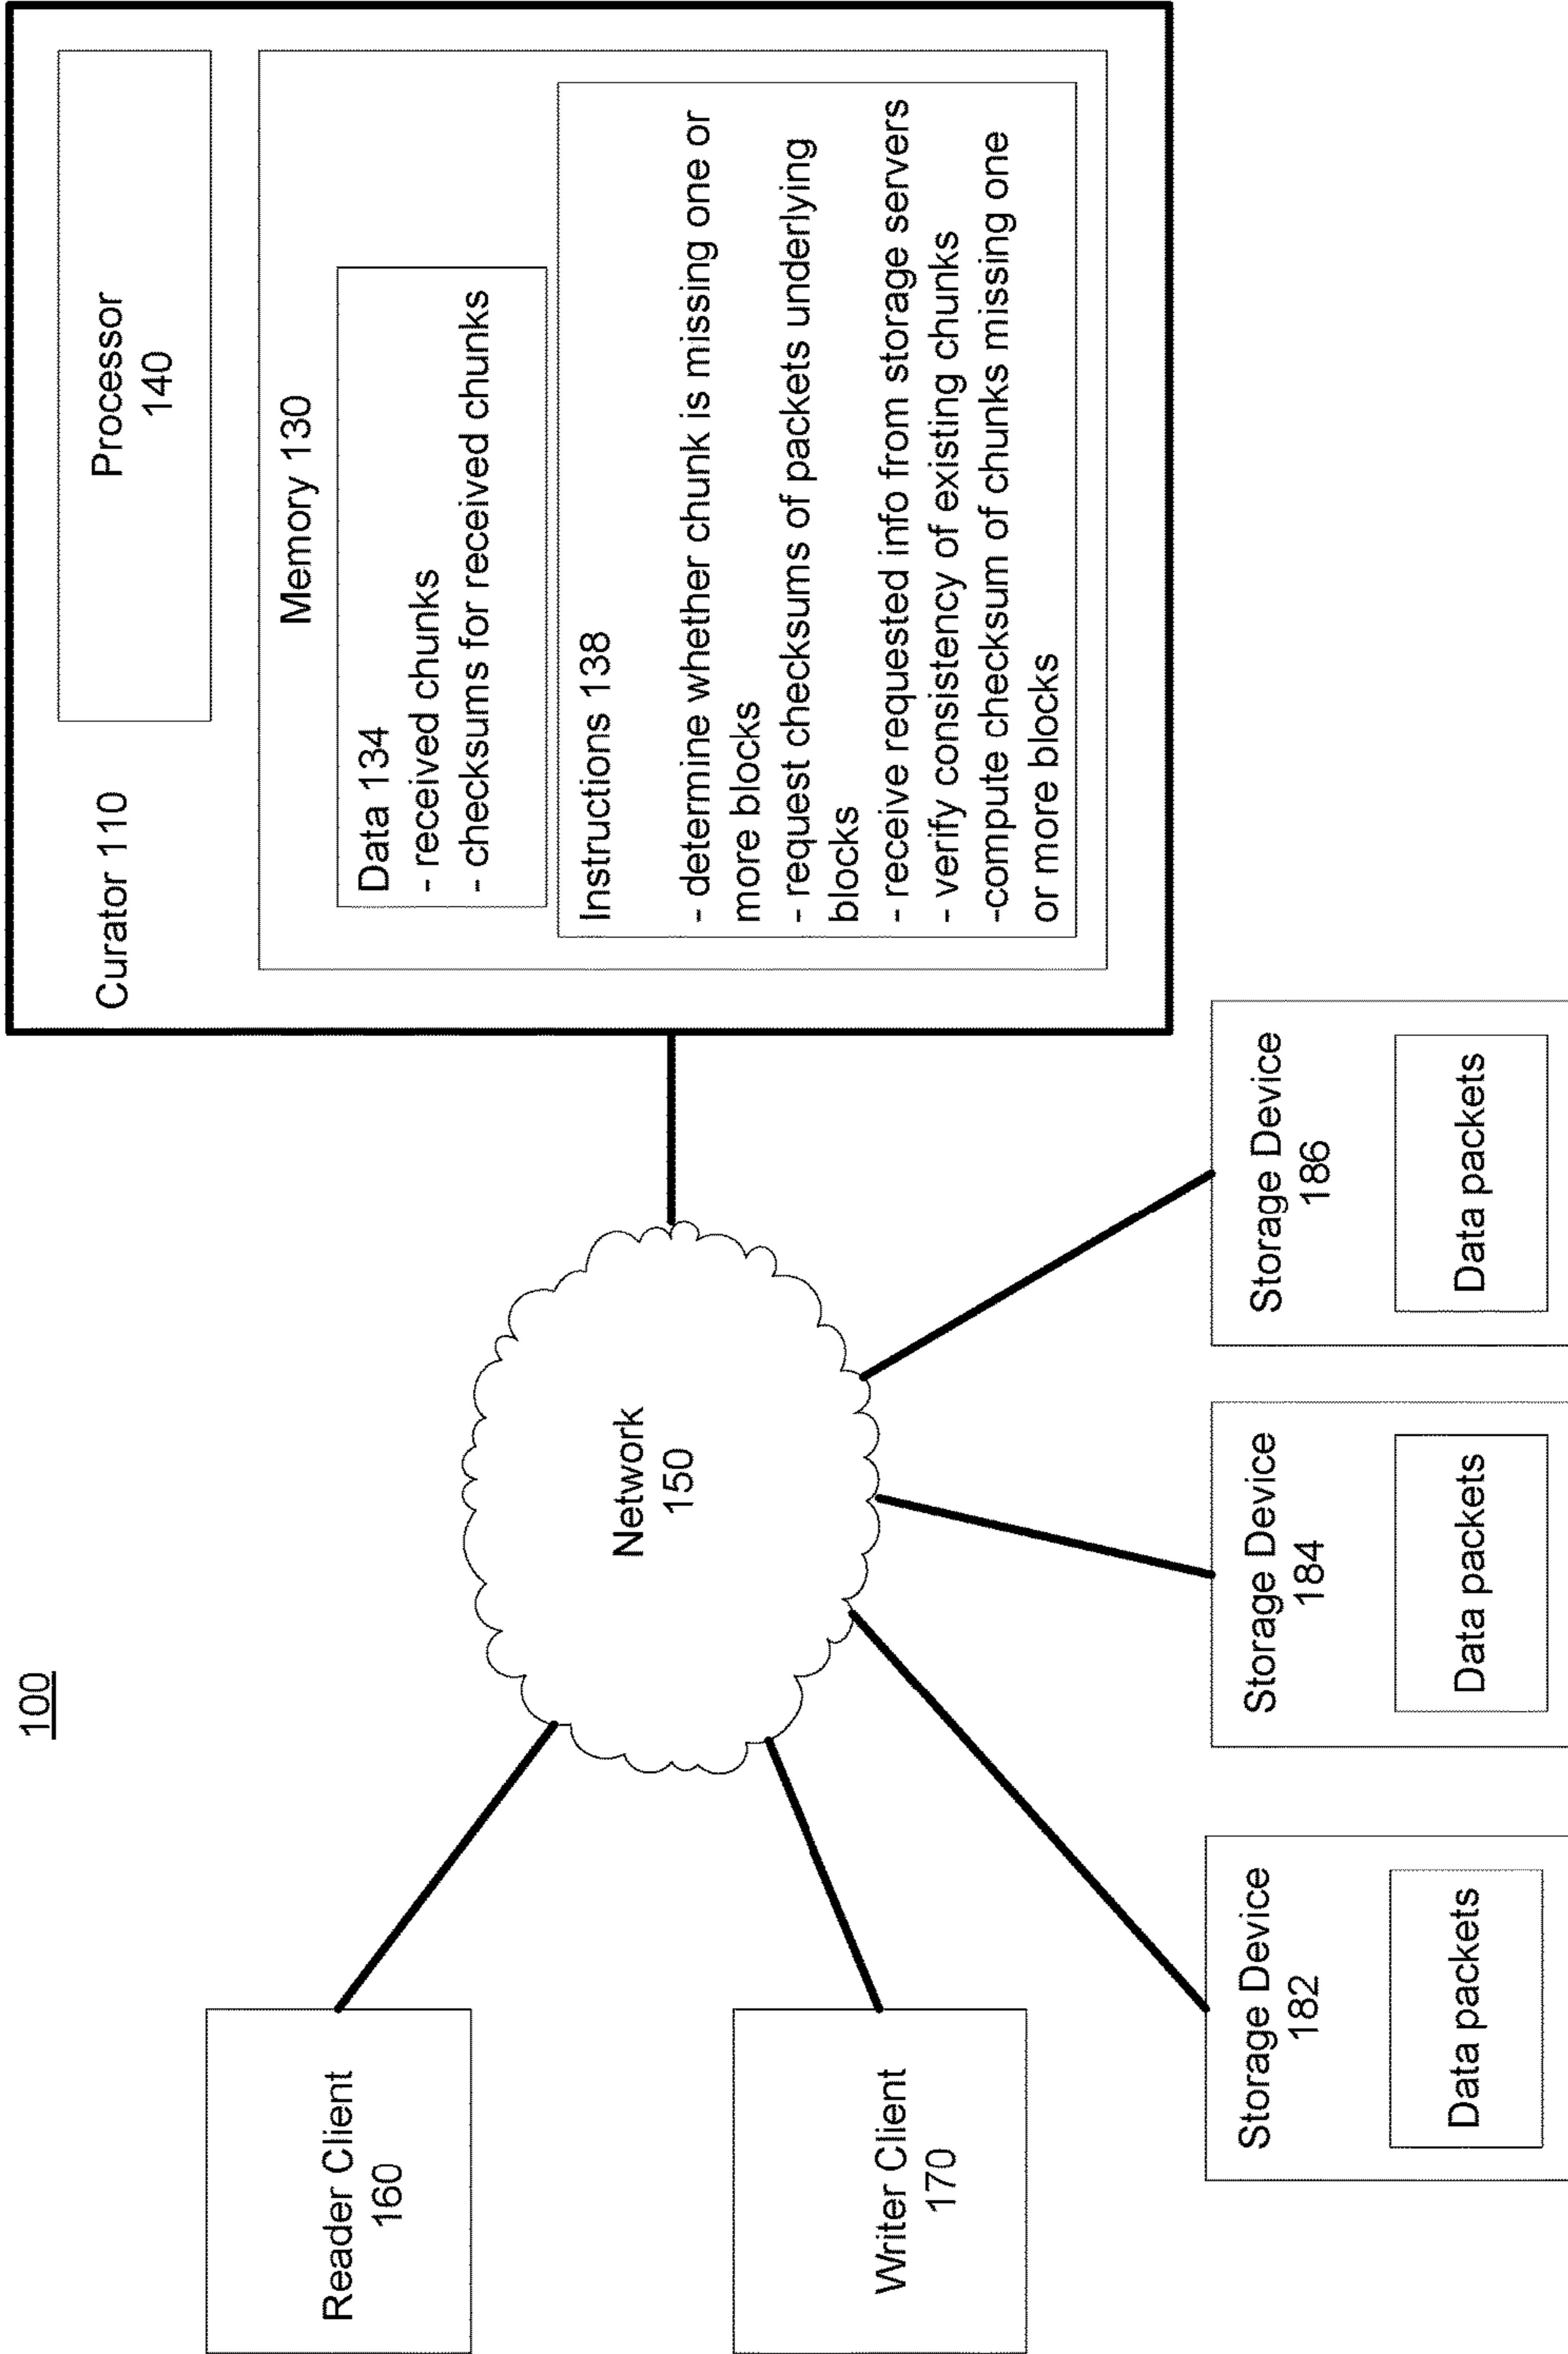 100
Reader Client
160
Writer Client
170
Network
150
Storage Device
182
Data packets
Storage Device
184
Data packets
Storage Device
186
Data packets
Curator 110
Processor
140
Memory 130
Data 134
- received chunks
- checksums for received chunks
Instructions 138
- determine whether chunk is missing one or
more blocks
- request checksums of packets underlying
blocks
- receive requested info from storage servers
- verify consistency of existing chunks
-compute checksum of chunks missing one
or more blocks